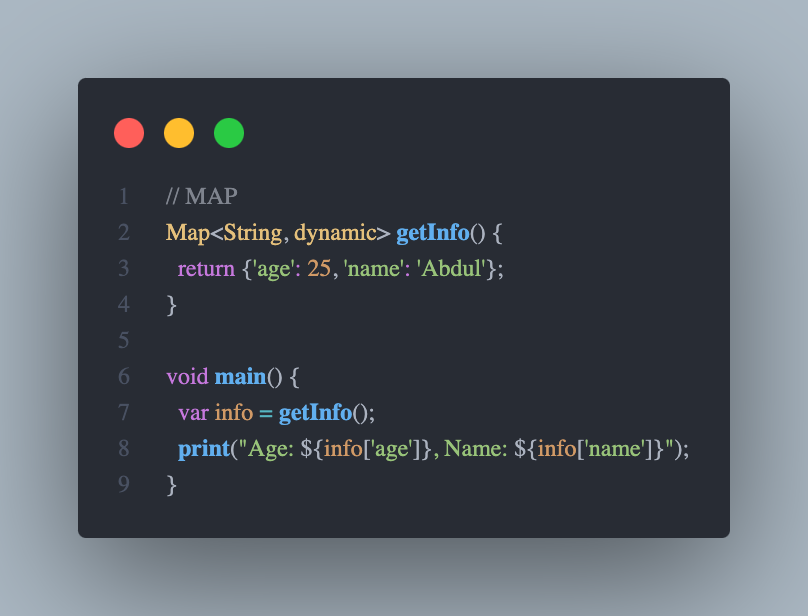 1 // MAP
2 Map<String, dynamic> getInfo() {
3 return {'age': 25, 'name': 'Abdul'};
4 }
5
6 void main() {
7 var info = getInfo();
8 print("Age: ${info['age']}, Name: ${info['name']}");
9 }